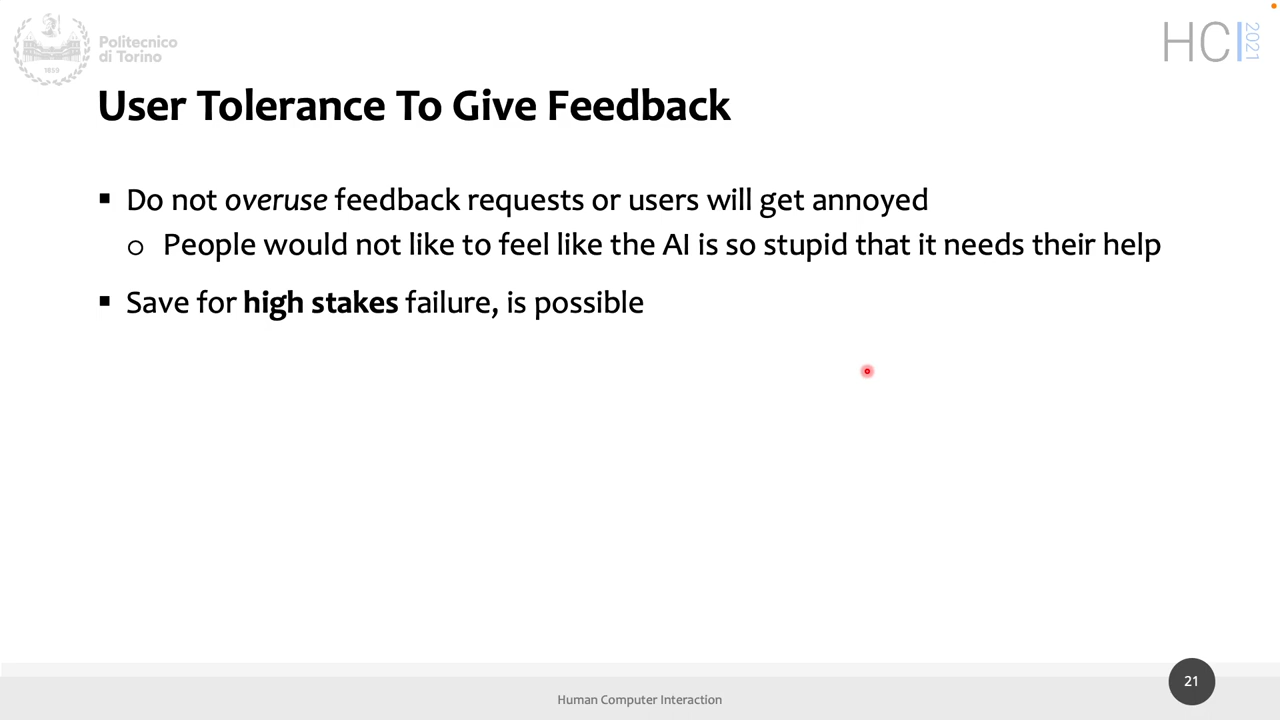 Politecnico
di Torino
1859
HCI 2021
User Tolerance To Give Feedback
▪ Do not overuse feedback requests or users will get annoyed
o People would not like to feel like the AI is so stupid that it needs their help
▪ Save for high stakes failure, is possible
21
Human Computer Interaction